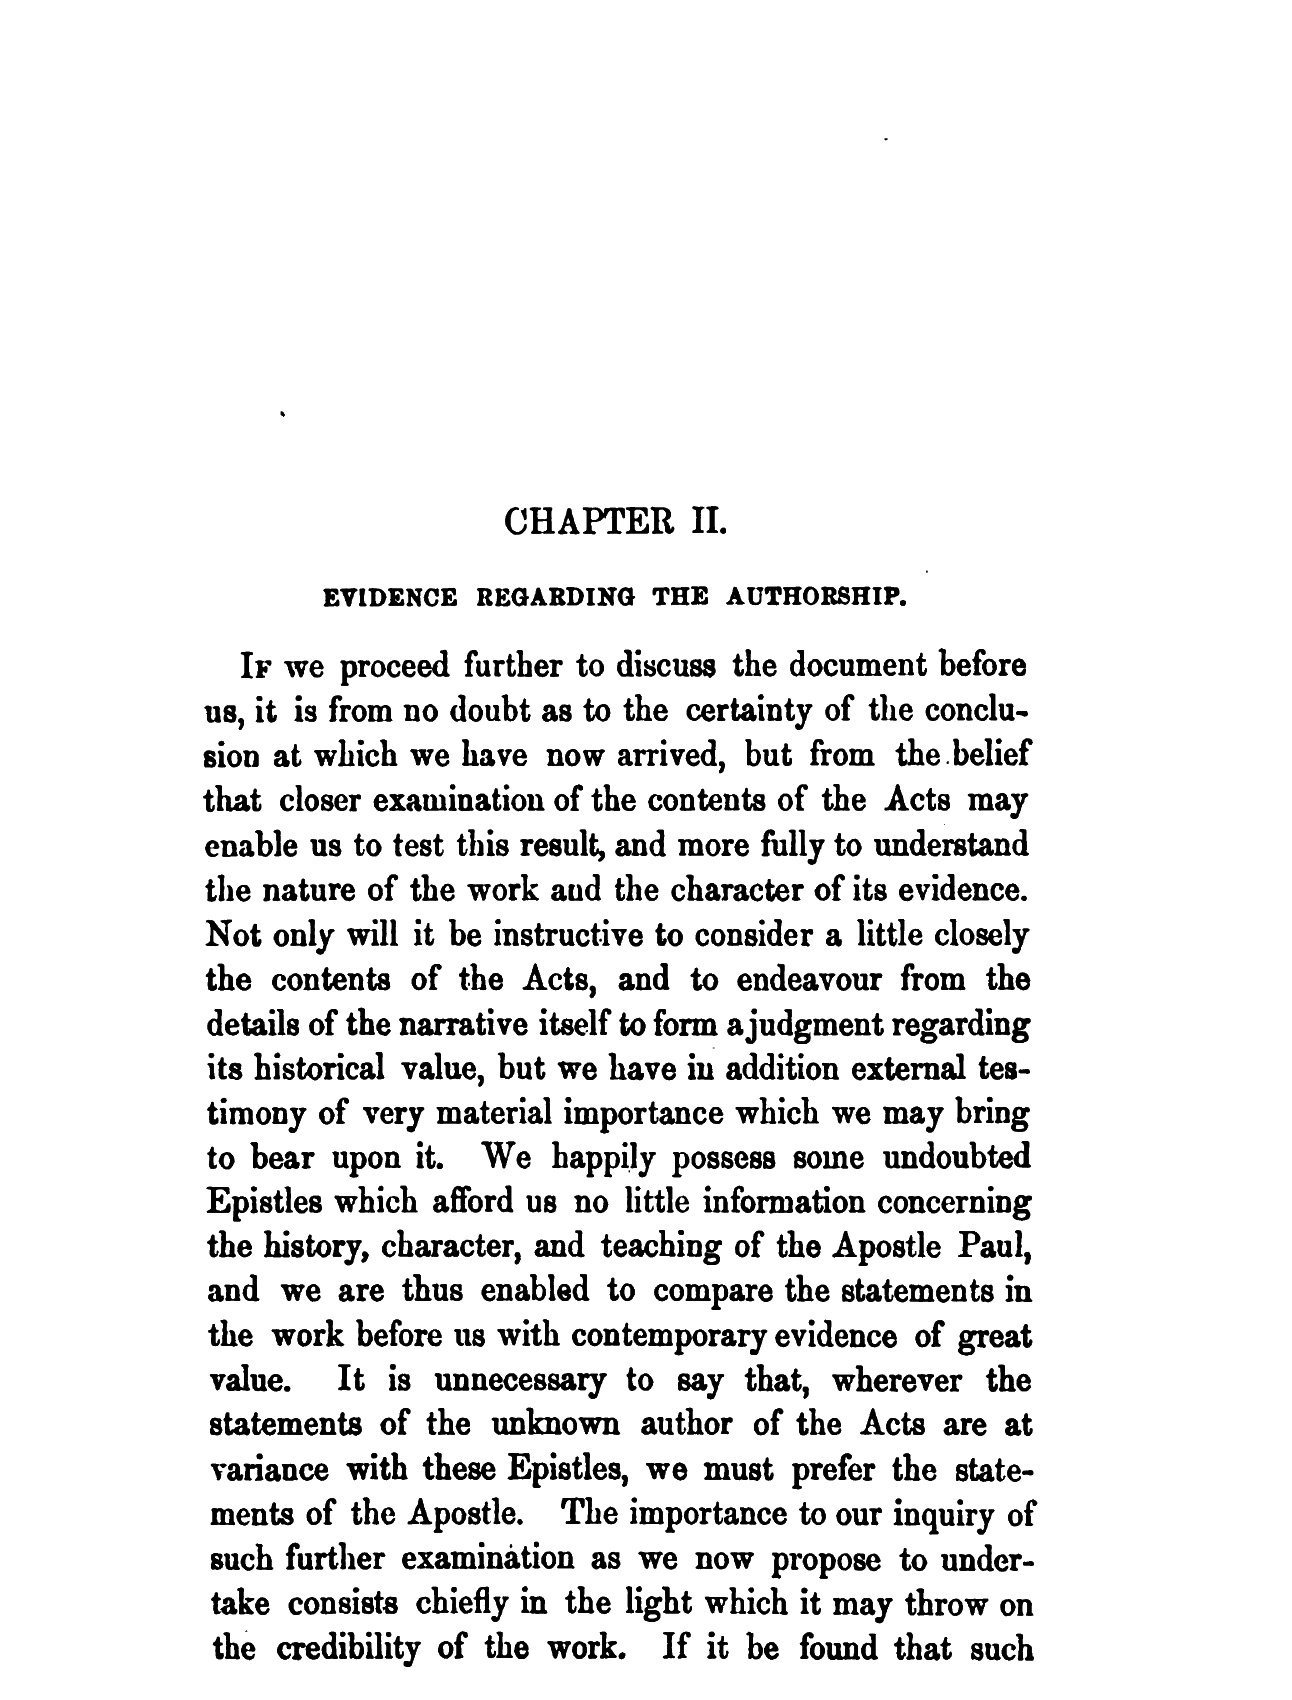 CHAPTER II.
EVIDENCE REGARDING THE AUTHORSHIP.
IF we proceed further to discuss the document before
us, it is from no doubt as to the certainty of the conclu-
sion at which we have now arrived, but from the belief
that closer examination of the contents of the Acts may
enable us to test this result, and more fully to understand
the nature of the work and the character of its evidence.
Not only will it be instructive to consider a little closely
the contents of the Acts, and to endeavour from the
details of the narrative itself to form a judgment regarding
its historical value, but we have in addition external tes-
timony of very material importance which we may bring
to bear upon it. We happily possess some undoubted
Epistles which afford us no little information concerning
the history, character, and teaching of the Apostle Paul,
and we are thus enabled to compare the statements in
the work before us with contemporary evidence of great
value. It is unnecessary to say that, wherever the
statements of the unknown author of the Acts are at
variance with these Epistles, we must prefer the state-
ments of the Apostle. The importance to our inquiry of
such further examination as we now propose to under-
take consists chiefly in the light which it may throw on
the credibility of the work. If it be found that such